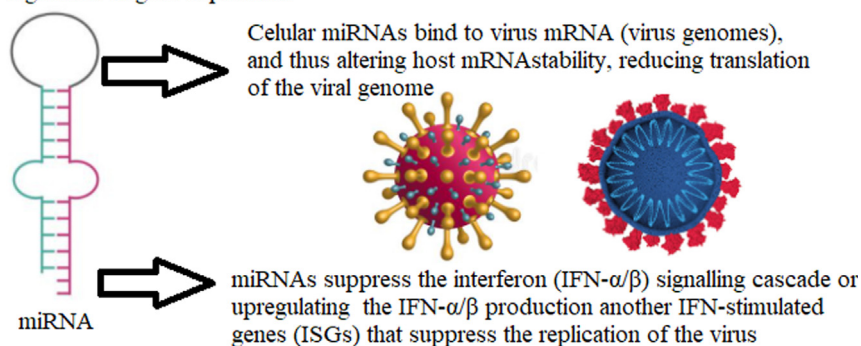 Celular miRNAs bind to virus mRNA (virus genomes),
and thus altering host mRNAstability, reducing translation
of the viral genome
miRNAs suppress the interferon (IFN-α/β) signalling cascade or
upregulating the IFN-α/β production another IFN-stimulated
genes (ISGs) that suppress the replication of the virus
miRNA